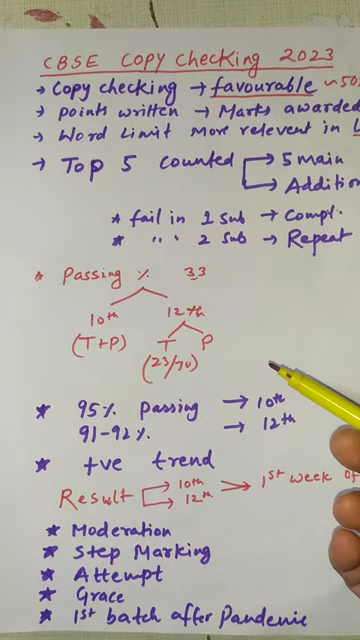 CBSE Copy Checking 2023
→ Copy checking → favourable ~50
→ Points written → Marks awarded
→ Word Limit More relevent in
→ Top 5 counted → 5 main
→ Addition
* fail in 1 sub → Compl.
* " " 2 sub → Repeat
* Passing % 33
10th 12th
(T+P) T P
(23/70)
* 95% Passing → 10th
91-92% → 12th
* +ve trend
Result → 10th → 12th → 1st week of
* Moderation
* Step Marking
* Attempt
* Grace
* 1st batch after Pandemic